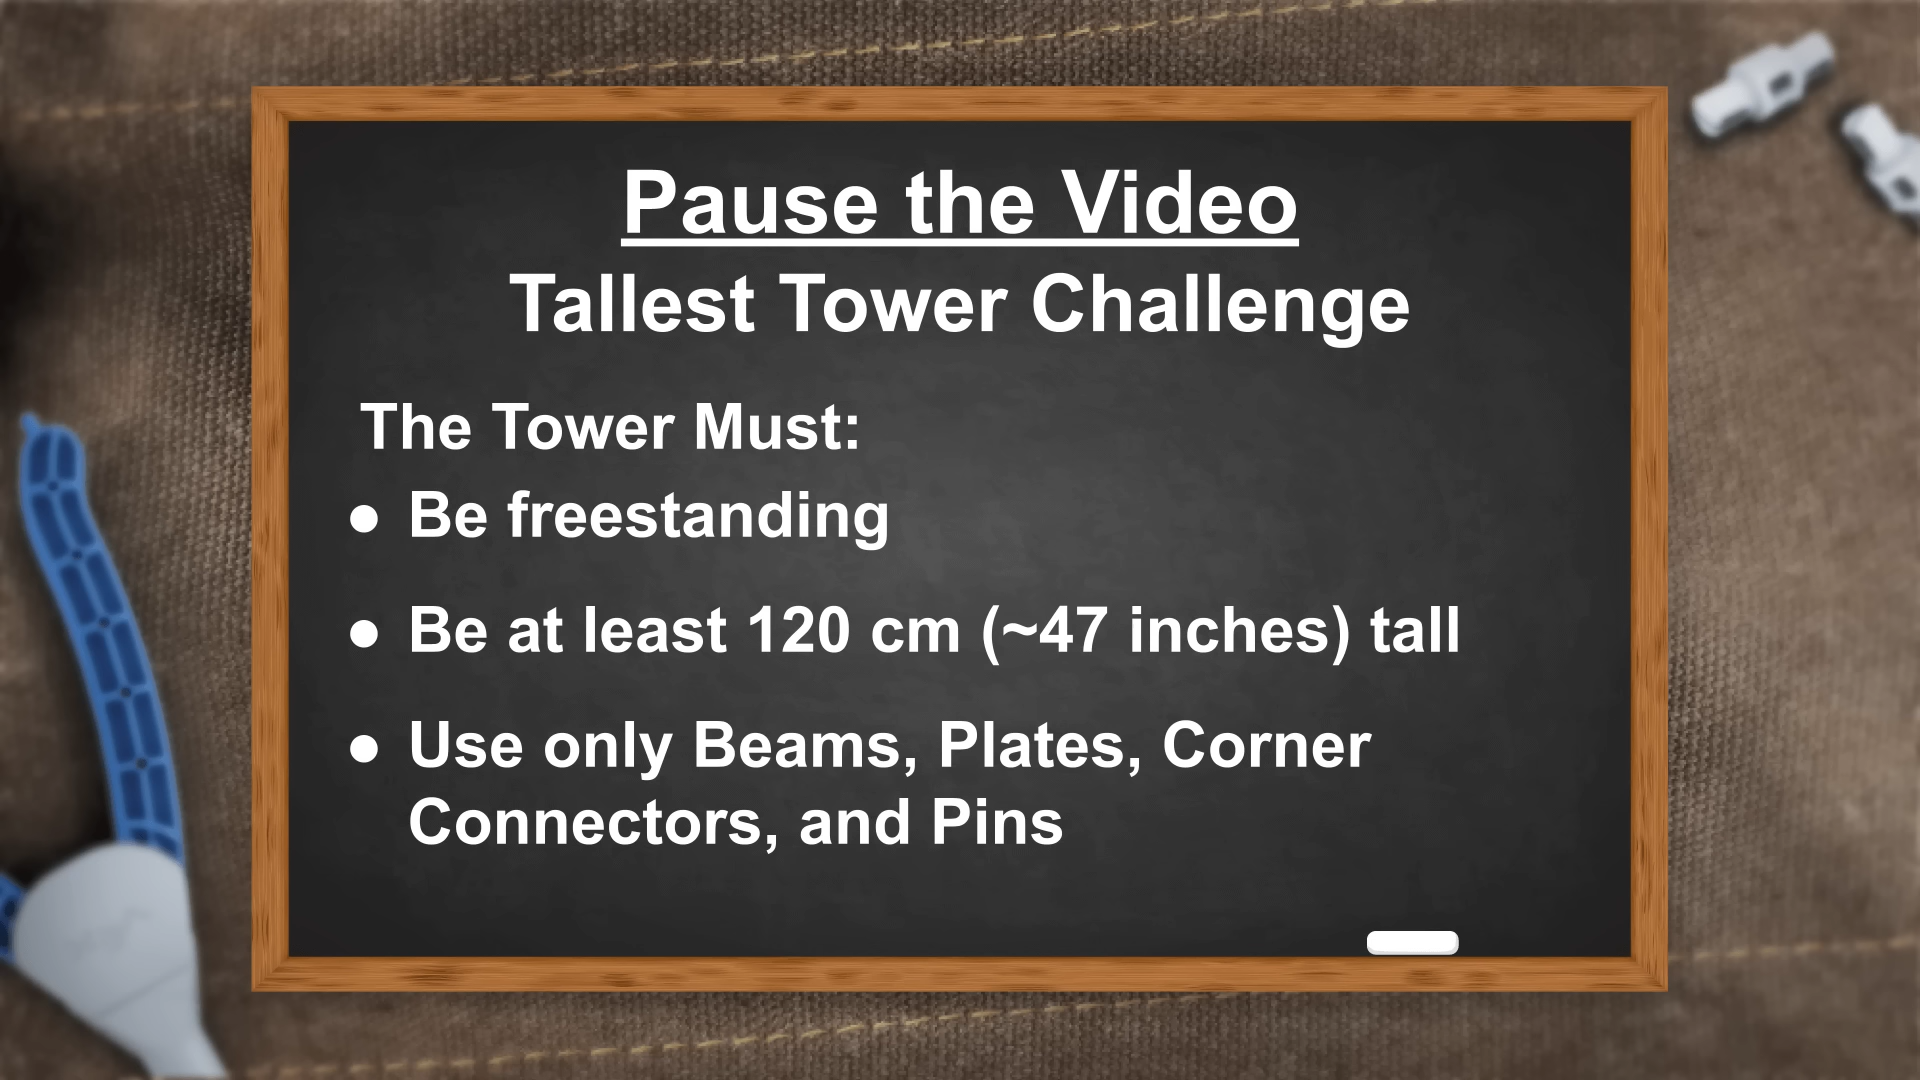 Pause the Video
Tallest Tower Challenge
The Tower Must:
● Be freestanding
● Be at least 120 cm (~47 inches) tall
● Use only Beams, Plates, Corner
Connectors, and Pins